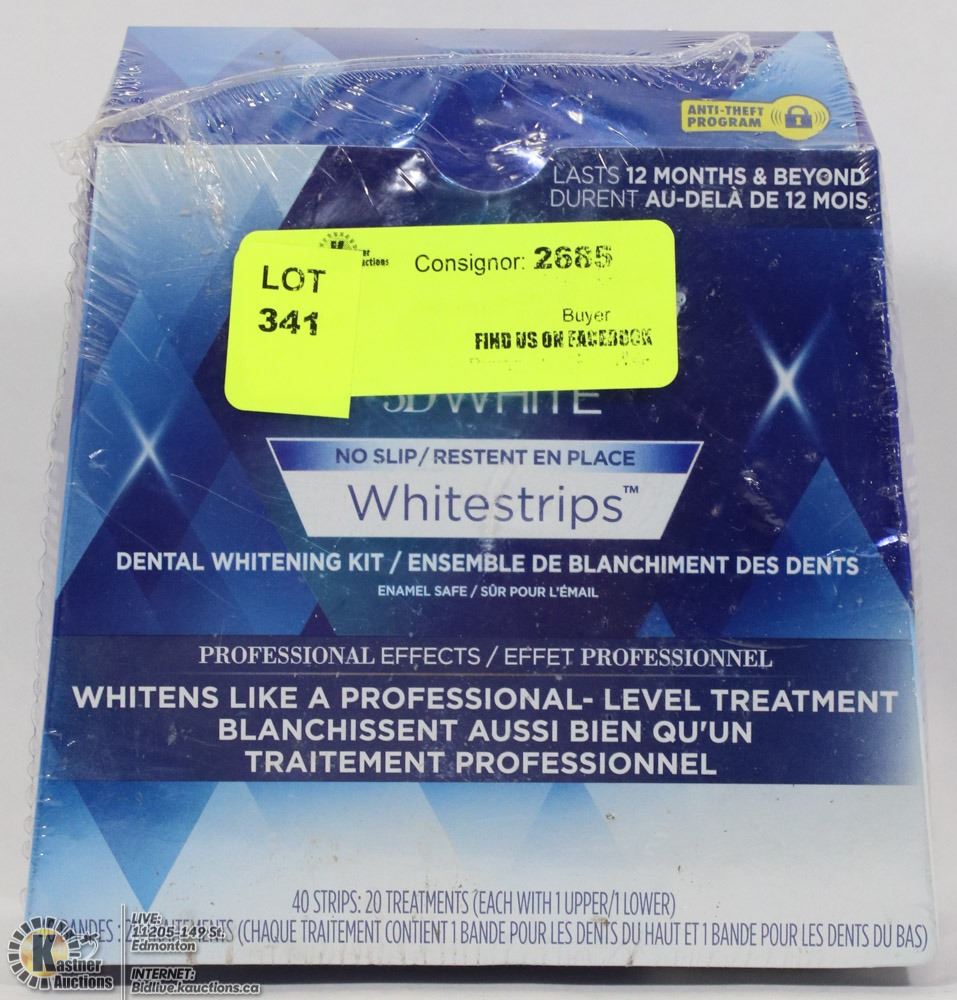 ANTI-THEFT
PROGRAM
LASTS 12 MONTHS & BEYOND
DURENT AU-DELÀ DE 12 MOIS
LOT
341
Consignor: 2685
Buyer
FIND US ON FACEBOOK
3D WHITE
NO SLIP/RESTENT EN PLACE
Whitestrips™
DENTAL WHITENING KIT / ENSEMBLE DE BLANCHIMENT DES DENTS
ENAMEL SAFE / SÛR POUR L'ÉMAIL
PROFESSIONAL EFFECTS / EFFET PROFESSIONNEL
WHITENS LIKE A PROFESSIONAL- LEVEL TREATMENT
BLANCHISSENT AUSSI BIEN QU'UN
TRAITEMENT PROFESSIONNEL
40 STRIPS: 20 TREATMENTS (EACH WITH 1 UPPER/1 LOWER)
(CHAQUE TRAITEMENT CONTIENT 1 BANDE POUR LES DENTS DU HAUT ET 1 BANDE POUR LES DENTS DU BAS)
Kastner
Auctions
LIVE:
11205-149 St.
Edmonton
INTERNET:
Bidlive.kauctions.ca